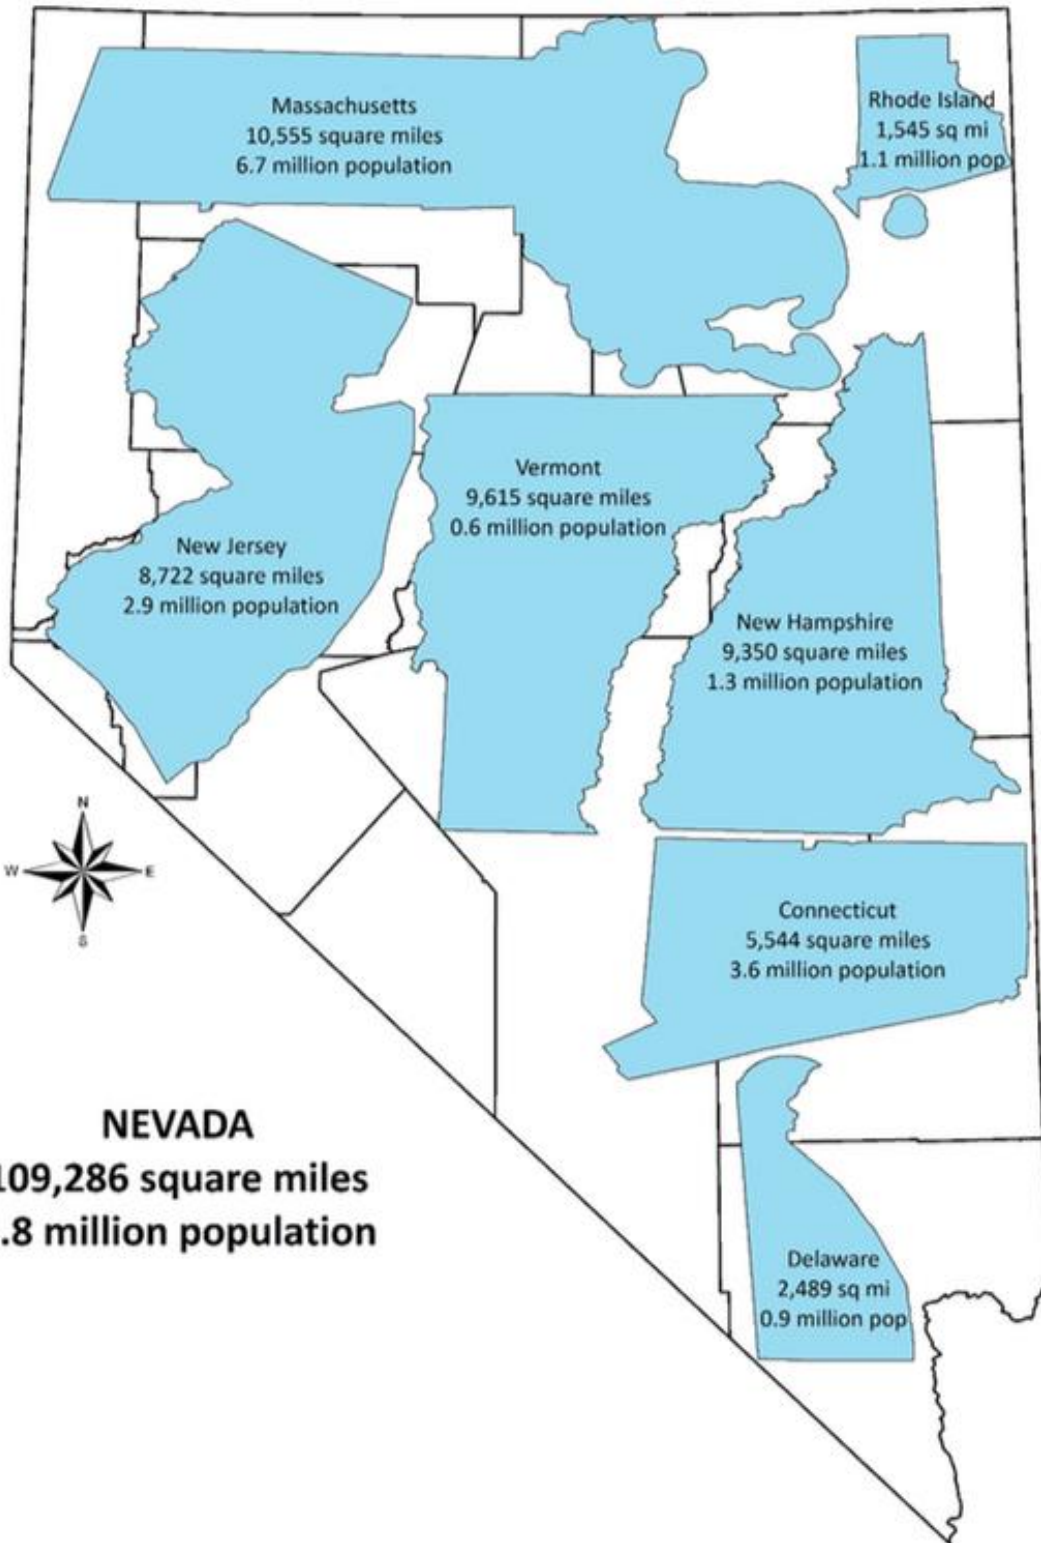 Massachusetts
10,555 square miles
6.7 million population
Rhode Island
1,545 sq mi
1.1 million pop
Vermont
9,615 square miles
0.6 million population
New Jersey
8,722 square miles
2.9 million population
New Hampshire
9,350 square miles
1.3 million population
N
W
E
S
Connecticut
5,544 square miles
3.6 million population
NEVADA
109,286 square miles
.8 million population
Delaware
2,489 sq mi
0.9 million pop